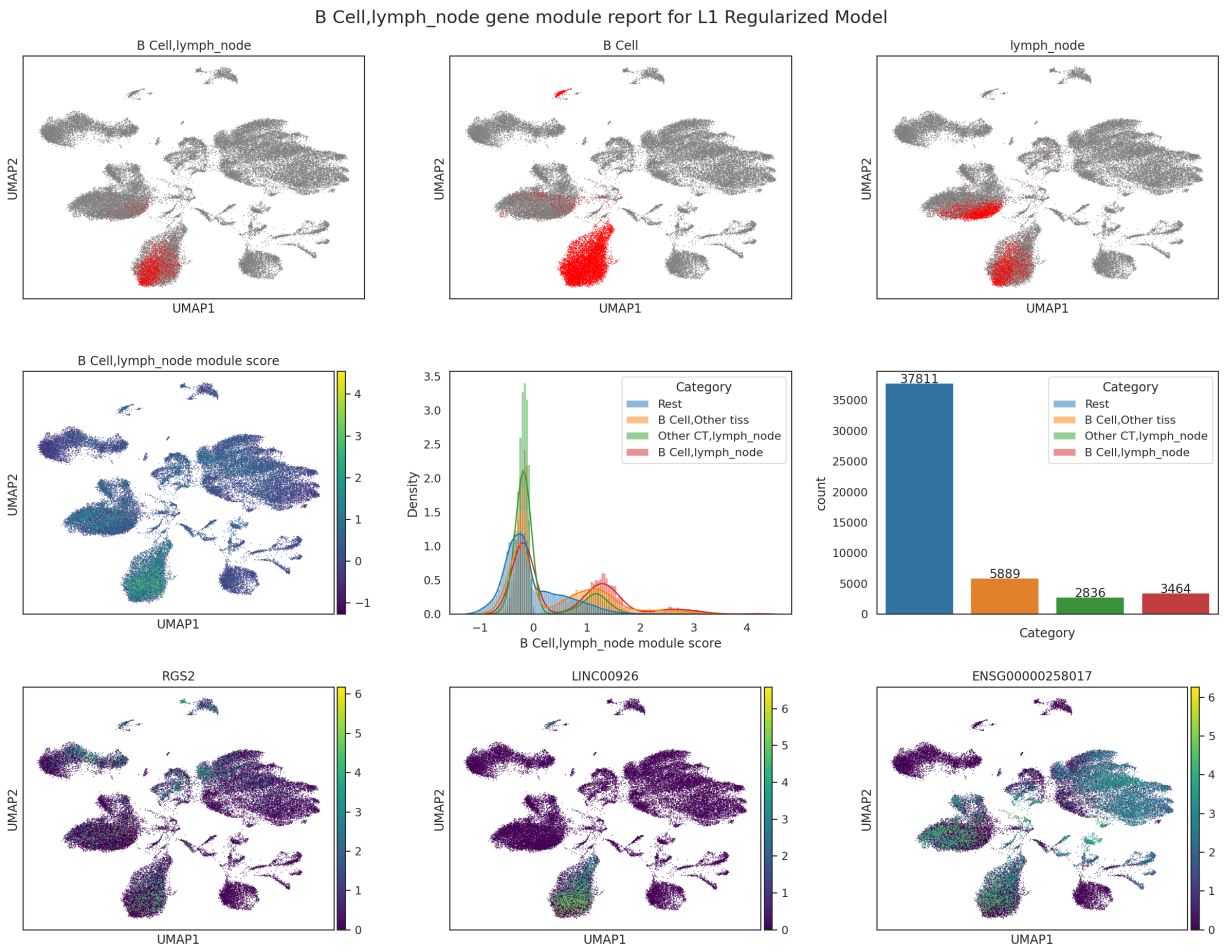 B Cell,lymph_node gene module report for L1 Regularized Model
B Cell,lymph_node
B Cell
lymph_node
UMAP2
UMAP1
UMAP2
UMAP1
UMAP2
UMAP1
B Cell,lymph_node module score
UMAP2
UMAP1
4
3
2
1
0
−1
3.5
3.0
2.5
2.0
1.5
1.0
0.5
0.0
Density
−1
0
1
2
3
4
B Cell,lymph_node module score
Category
Rest
B Cell,Other tiss
Other CT,lymph_node
B Cell,lymph_node
35000
30000
25000
20000
15000
10000
5000
0
count
37811
5889
2836
3464
Category
Category
Rest
B Cell,Other tiss
Other CT,lymph_node
B Cell,lymph_node
RGS2
UMAP2
UMAP1
6
5
4
3
2
1
0
LINC00926
UMAP2
UMAP1
6
5
4
3
2
1
0
ENSG00000258017
UMAP2
UMAP1
6
5
4
3
2
1
0